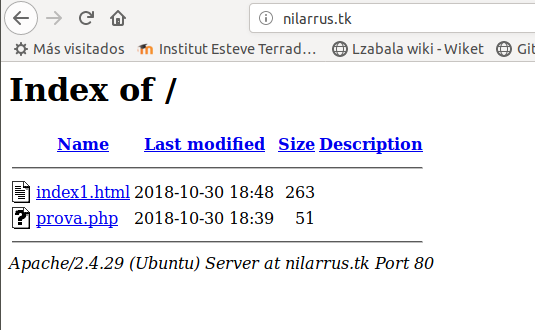 nilarrus.tk
Más visitados Institut Esteve Terrad... Lzabala wiki - Wiket Git
Index of /
Name Last modified Size Description
index1.html 2018-10-30 18:48 263
prova.php 2018-10-30 18:39 51
Apache/2.4.29 (Ubuntu) Server at nilarrus.tk Port 80